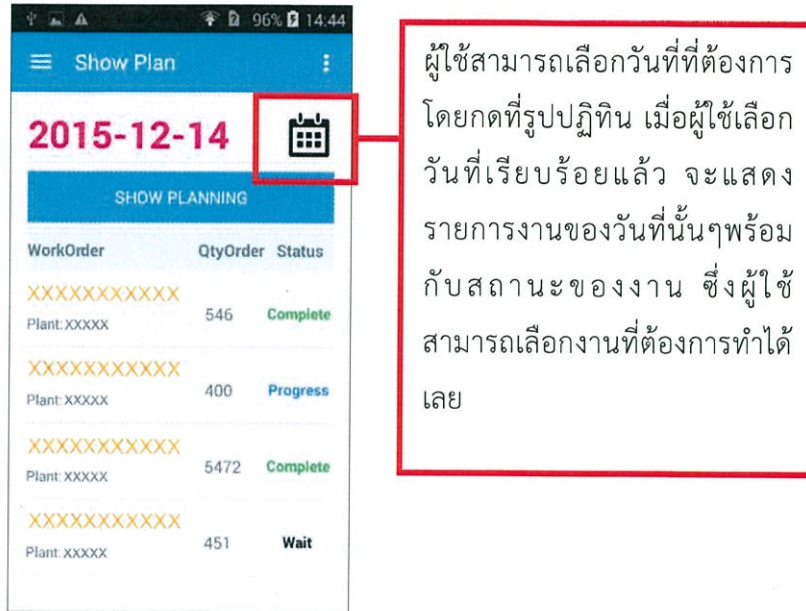 96% 14:44
Show Plan
2015-12-14
SHOW PLANNING
WorkOrder QtyOrder Status
XXXXXXXXXXX
Plant: XXXXX
546 Complete
XXXXXXXXXXX
Plant: XXXXX
400 Progress
XXXXXXXXXXX
Plant: XXXXX
5472 Complete
XXXXXXXXXXX
Plant: XXXXX
451 Wait
ผู้ใช้สามารถเลือกวันที่ที่ต้องการ
โดยกดที่รูปปฏิทิน เมื่อผู้ใช้เลือก
วันที่เรียบร้อยแล้ว จะแสดง
รายการงานของวันที่นั้นๆพร้อม
กับสถานะของงาน ซึ่งผู้ใช้
สามารถเลือกงานที่ต้องการทำได้
เลย